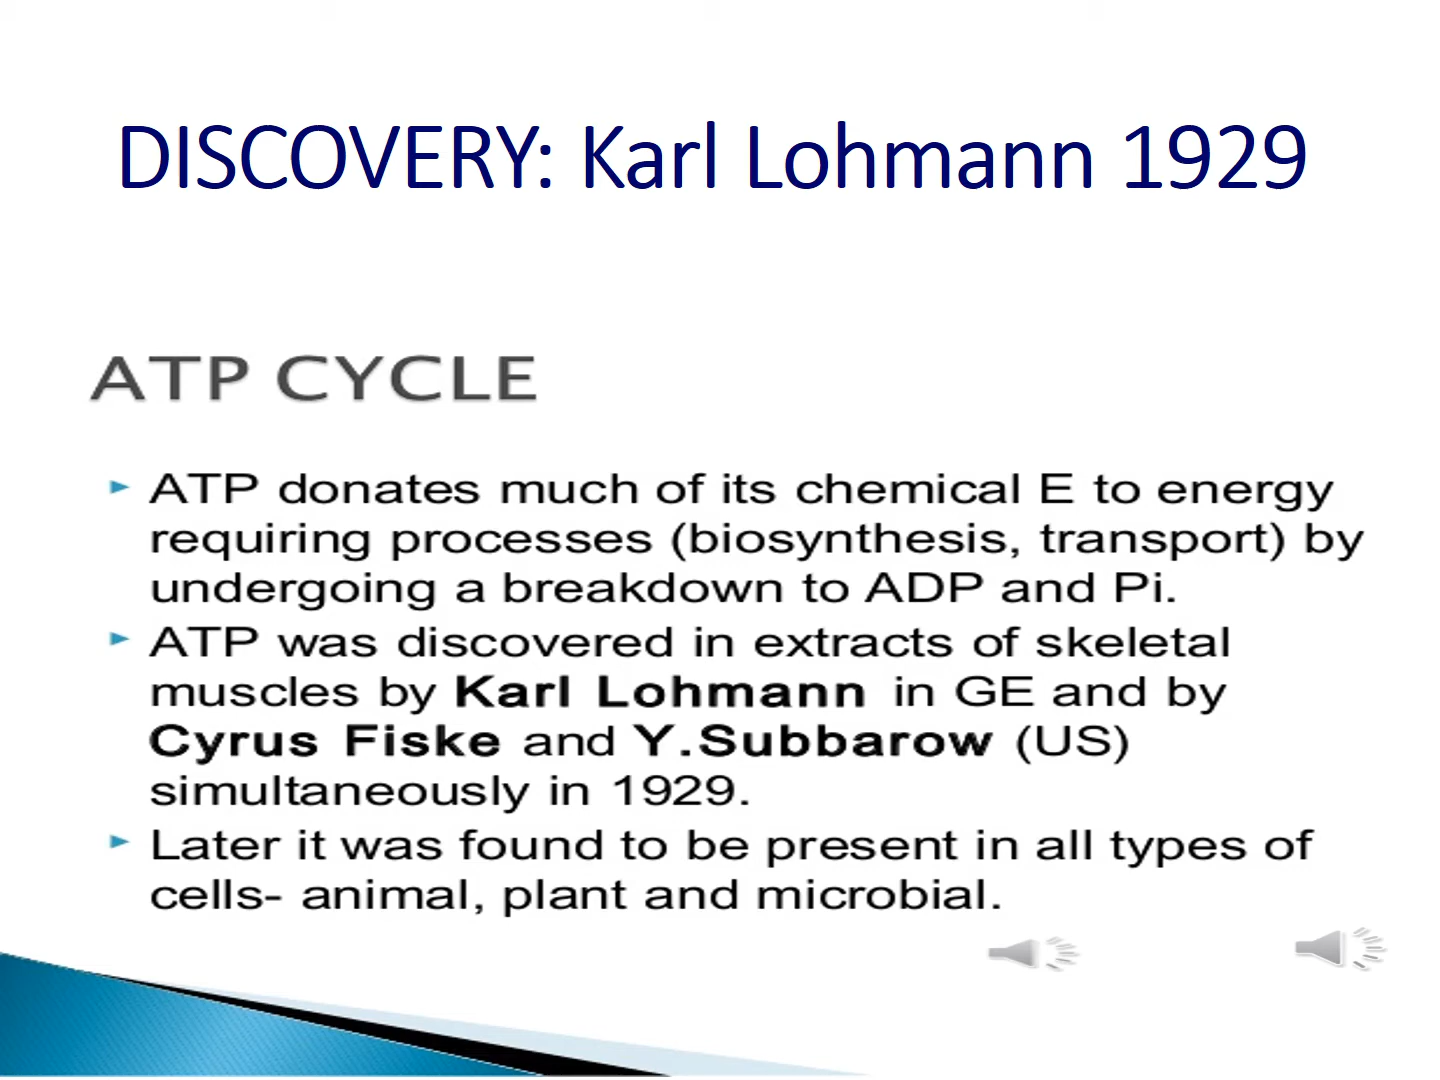 DISCOVERY: Karl Lohmann 1929
ATP CYCLE
ATP donates much of its chemical E to energy
requiring processes (biosynthesis, transport) by
undergoing a breakdown to ADP and Pi.
ATP was discovered in extracts of skeletal
muscles by Karl Lohmann in GE and by
Cyrus Fiske and Y.Subbarow (US)
simultaneously in 1929.
Later it was found to be present in all types of
cells- animal, plant and microbial.